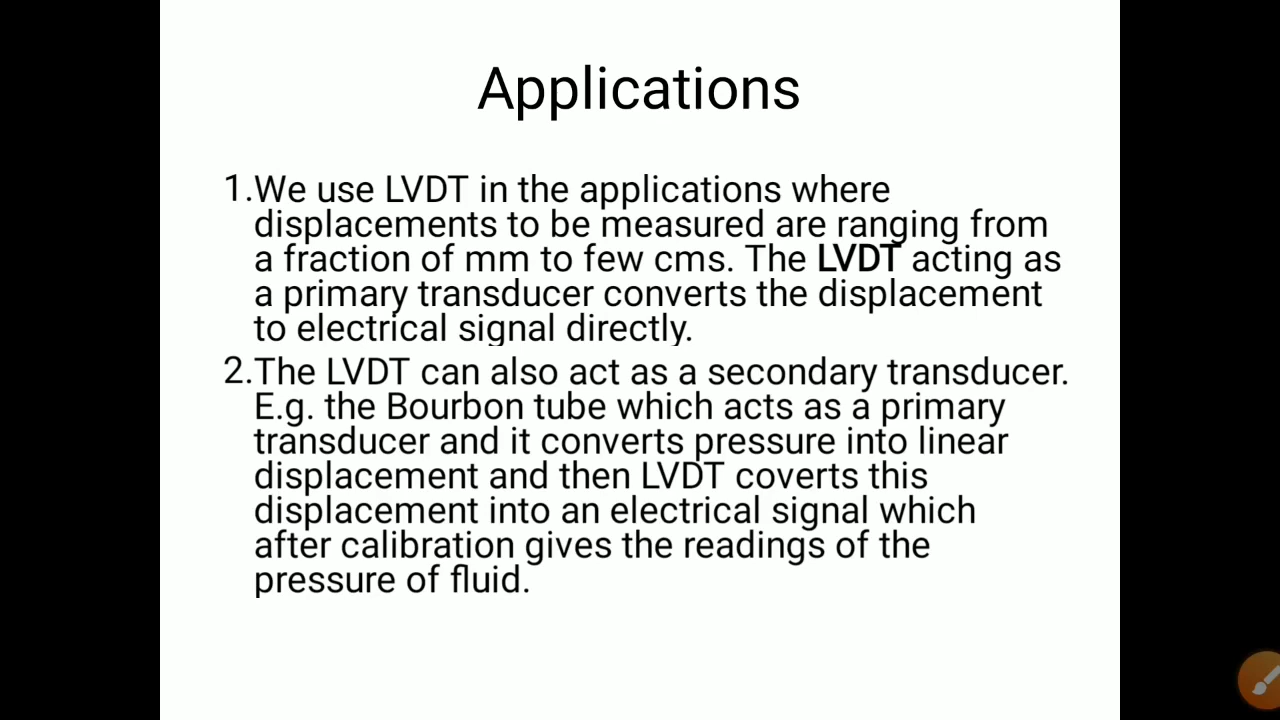 Applications
1.We use LVDT in the applications where
displacements to be measured are ranging from
a fraction of mm to few cms. The LVDT acting as
a primary transducer converts the displacement
to electrical signal directly.
2.The LVDT can also act as a secondary transducer.
E.g. the Bourbon tube which acts as a primary
transducer and it converts pressure into linear
displacement and then LVDT coverts this
displacement into an electrical signal which
after calibration gives the readings of the
pressure of fluid.